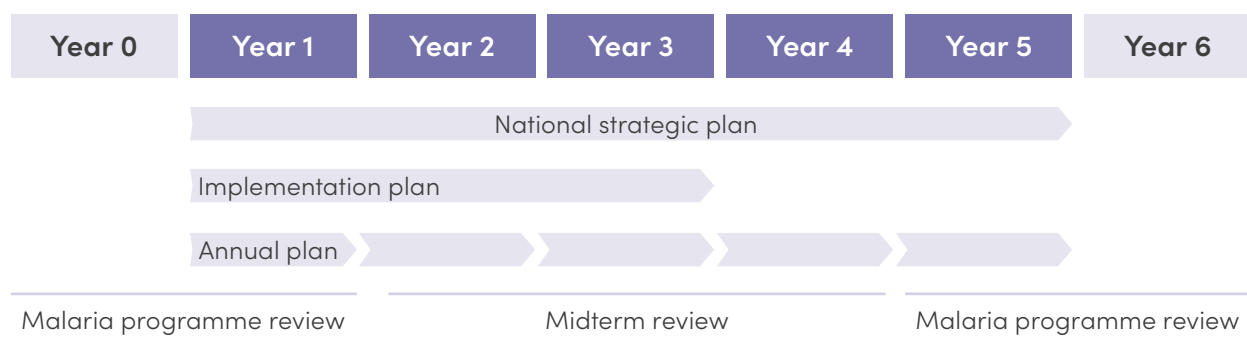 Year 0 Year 1 Year 2 Year 3 Year 4 Year 5 Year 6
National strategic plan
Implementation plan
Annual plan
Malaria programme review Midterm review Malaria programme review